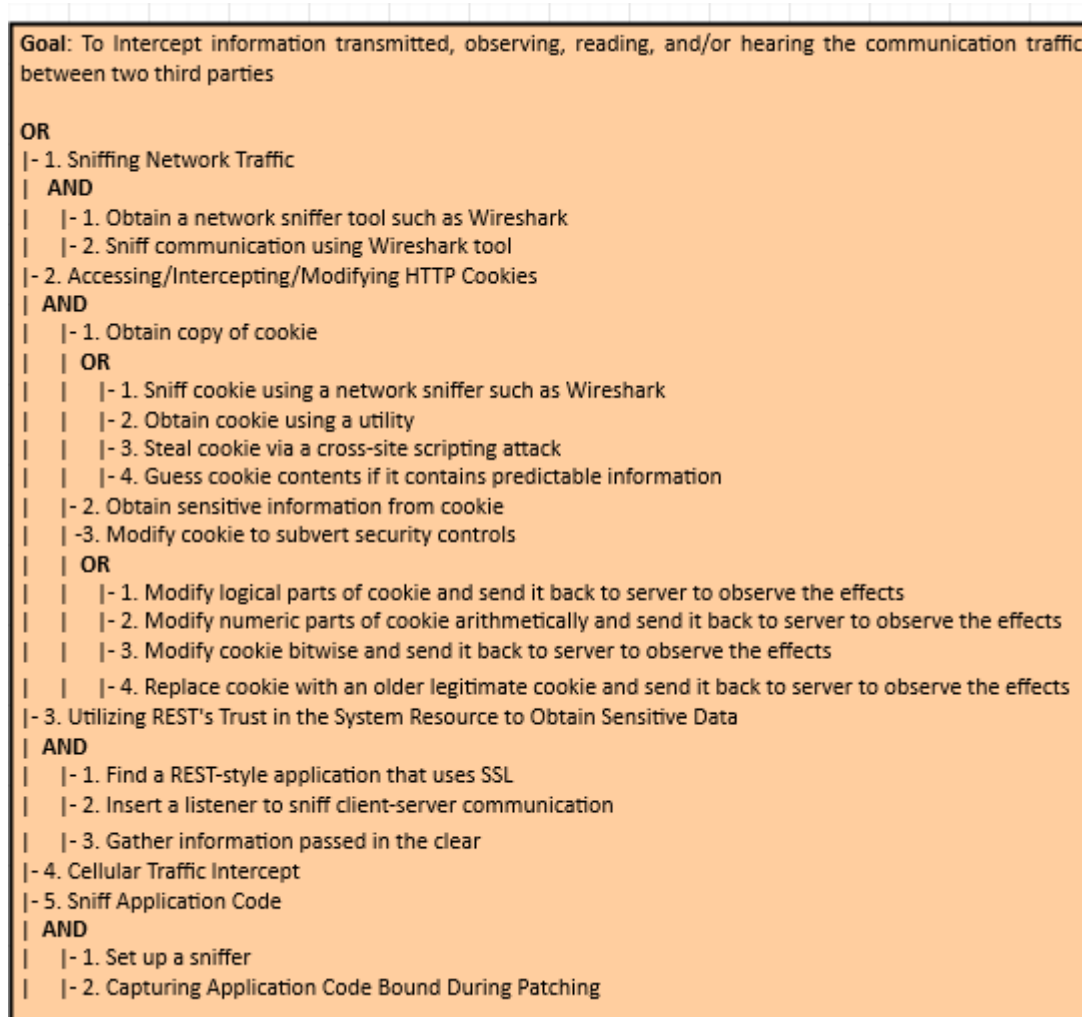 Goal: To Intercept information transmitted, observing, reading, and/or hearing the communication traffic
between two third parties
OR
|- 1. Sniffing Network Traffic
|   AND
|    |- 1. Obtain a network sniffer tool such as Wireshark
|    |- 2. Sniff communication using Wireshark tool
|- 2. Accessing/Intercepting/Modifying HTTP Cookies
|  AND
|    |- 1. Obtain copy of cookie
|    |  OR
|    |    |- 1. Sniff cookie using a network sniffer such as Wireshark
|    |    |- 2. Obtain cookie using a utility
|    |    |- 3. Steal cookie via a cross-site scripting attack
|    |    |- 4. Guess cookie contents if it contains predictable information
|    |- 2. Obtain sensitive information from cookie
|    | -3. Modify cookie to subvert security controls
|    |  OR
|    |    |- 1. Modify logical parts of cookie and send it back to server to observe the effects
|    |    |- 2. Modify numeric parts of cookie arithmetically and send it back to server to observe the effects
|    |    |- 3. Modify cookie bitwise and send it back to server to observe the effects
|    |    |- 4. Replace cookie with an older legitimate cookie and send it back to server to observe the effects
|- 3. Utilizing REST's Trust in the System Resource to Obtain Sensitive Data
|  AND
|    |- 1. Find a REST-style application that uses SSL
|    |- 2. Insert a listener to sniff client-server communication
|    |- 3. Gather information passed in the clear
|- 4. Cellular Traffic Intercept
|- 5. Sniff Application Code
|  AND
|    |- 1. Set up a sniffer
|    |- 2. Capturing Application Code Bound During Patching